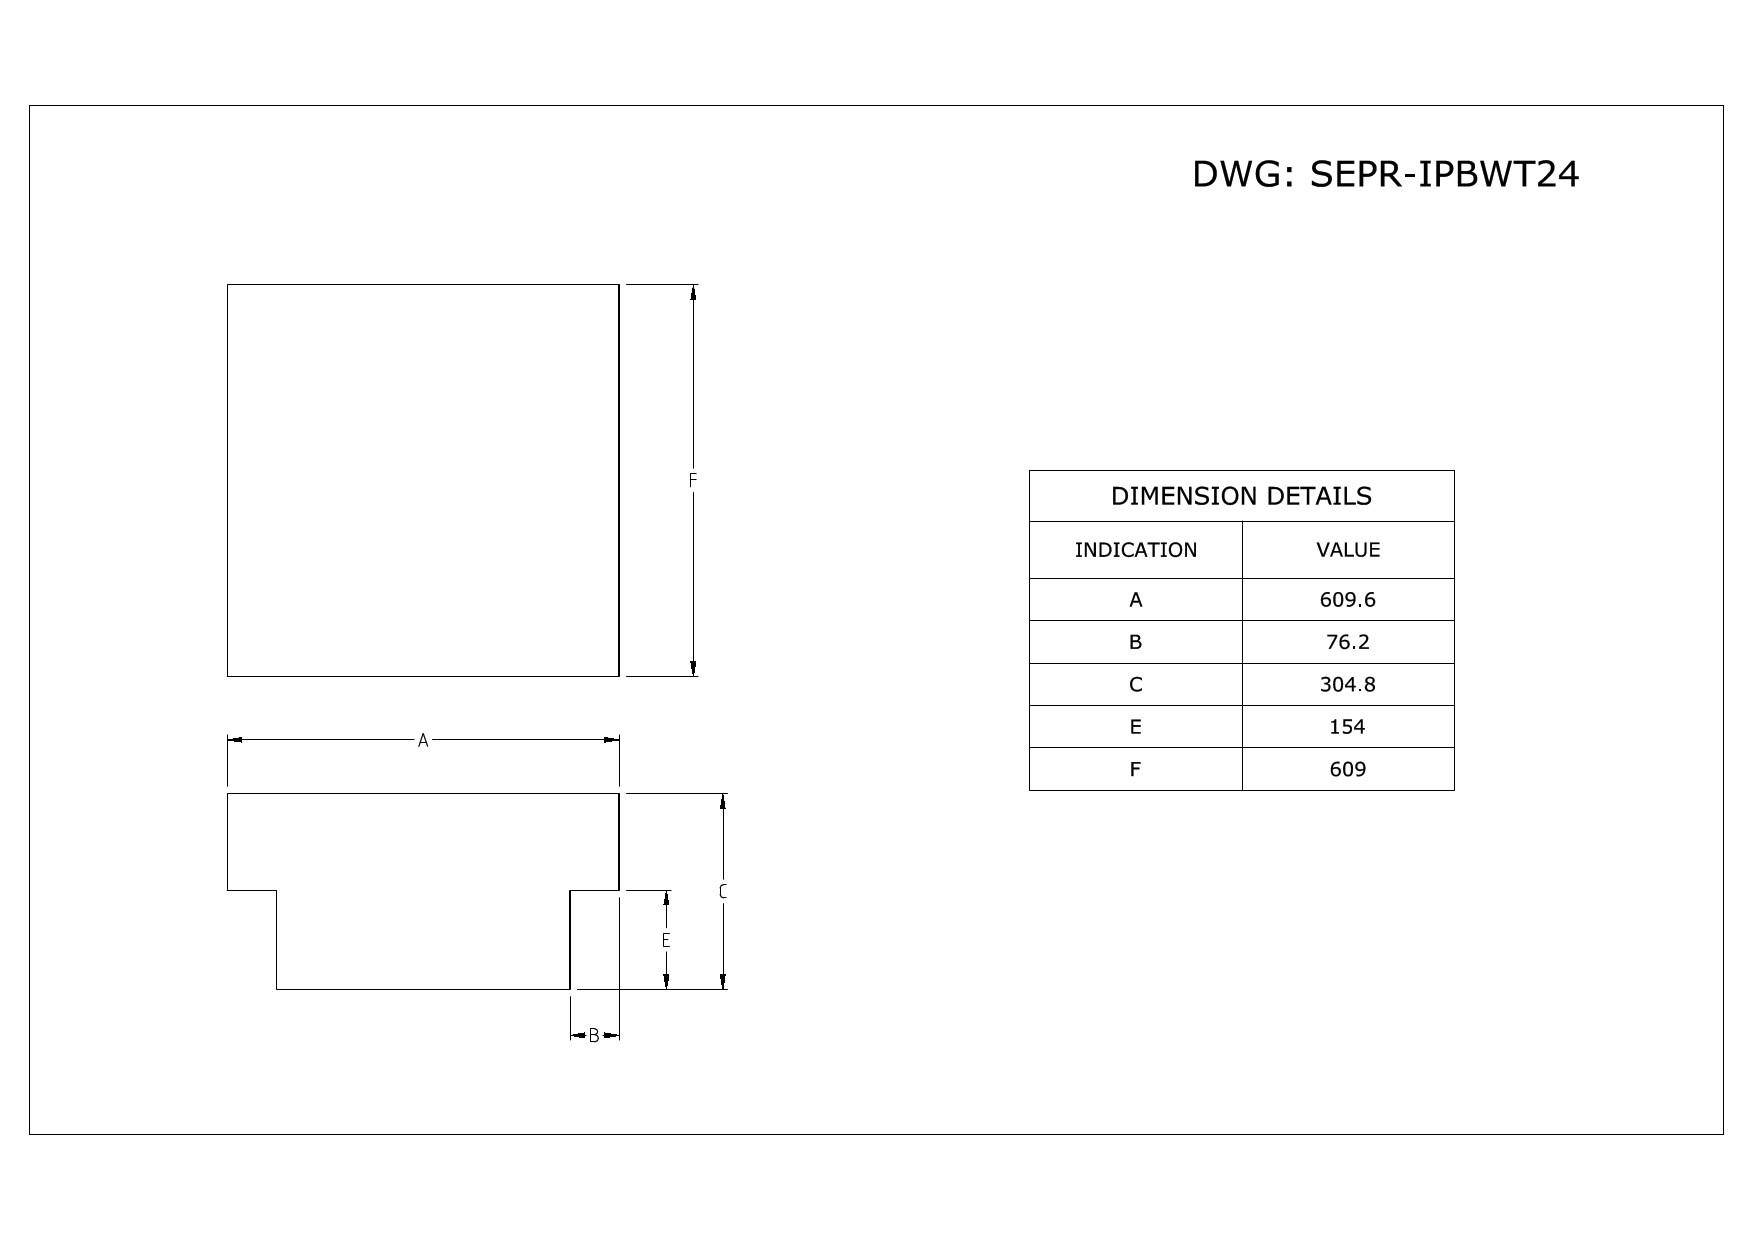 DWG: SEPR-IPBWT24
F
DIMENSION DETAILS
INDICATION VALUE
A 609.6
B 76.2
C 304.8
E 154
F 609
A
C
E
B